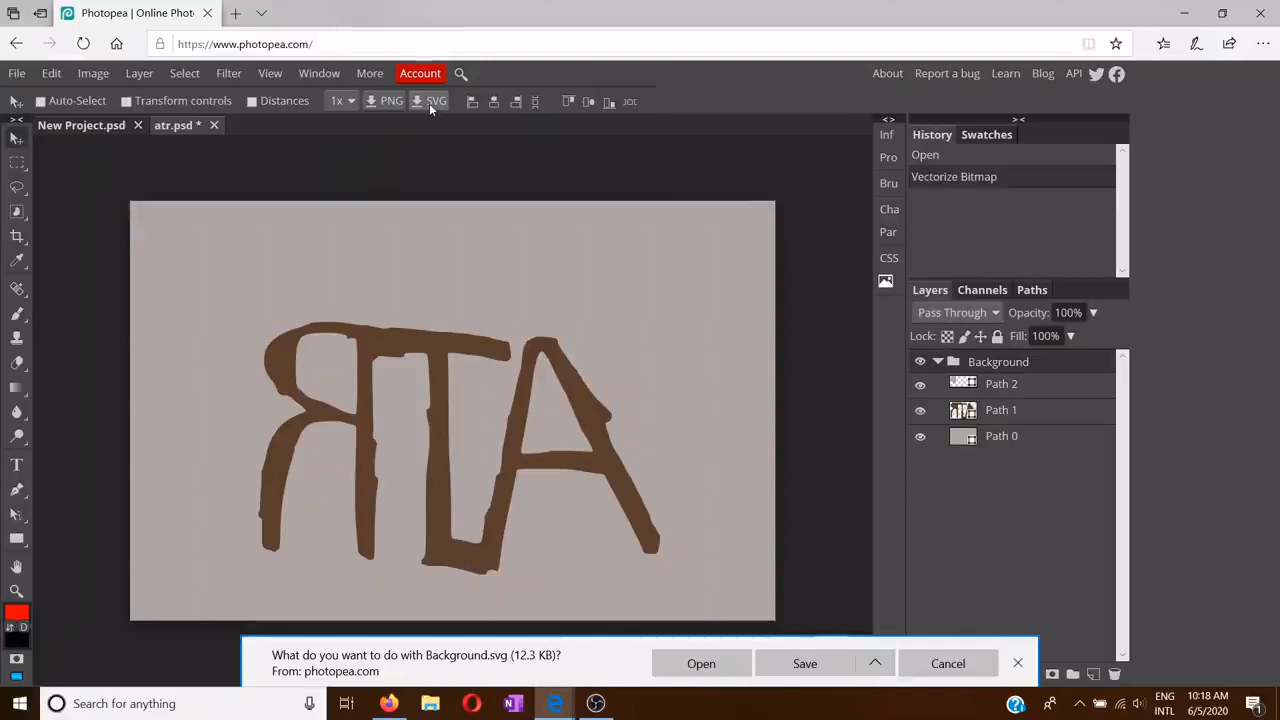 Photopea | Online Photo
https://www.photopea.com/
File Edit Image Layer Select Filter View Window More Account
About Report a bug Learn Blog API
Auto-Select Transform controls Distances 1x PNG SVG
New Project.psd atr.psd *
Inf
Pro
Bru
Cha
Par
CSS
History Swatches
Open
Vectorize Bitmap
Layers Channels Paths
Pass Through Opacity: 100%
Lock: Fill: 100%
Background
Path 2
Path 1
Path 0
ЯTA
D
What do you want to do with Background.svg (12.3 KB)?
From: photopea.com
Open Save Cancel
Search for anything
ENG
INTL
10:18 AM
6/5/2020